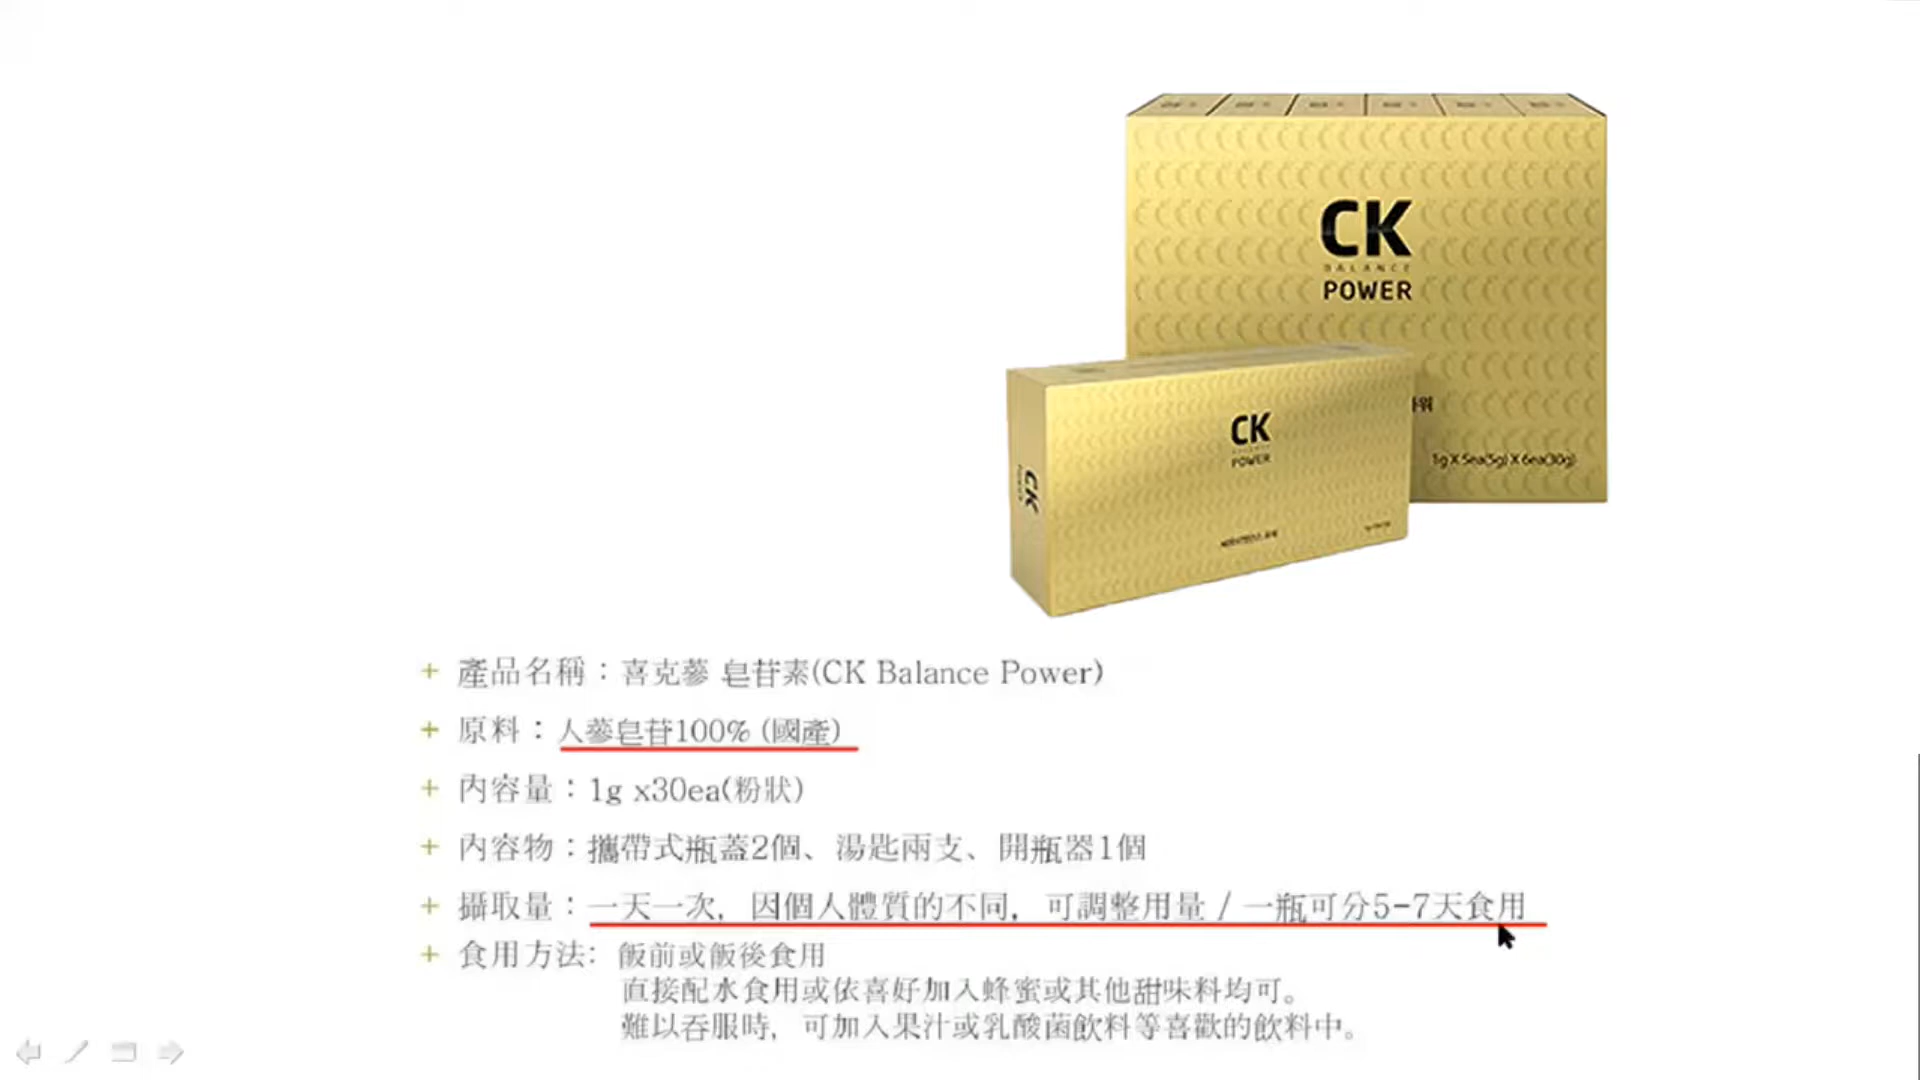 CK
BALANCE
POWER
파워
1g X 5ea(5g) X 6ea(30g)
CK
POWER
CK
+ 產品名稱：喜克蔘 皂苷素(CK Balance Power)
+ 原料：人蔘皂苷100% (國產)
+ 內容量：1g x30ea(粉狀)
+ 內容物：攜帶式瓶蓋2個、湯匙兩支、開瓶器1個
+ 攝取量：一天一次，因個人體質的不同，可調整用量 / 一瓶可分5-7天食用
+ 食用方法: 飯前或飯後食用
直接配水食用或依喜好加入蜂蜜或其他甜味料均可。
難以吞服時，可加入果汁或乳酸菌飲料等喜歡的飲料中。